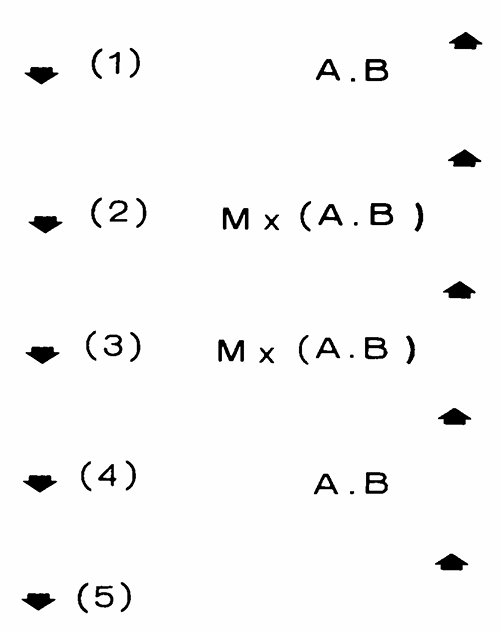 (1) A.B
(2) M x (A.B)
(3) M x (A.B)
(4) A.B
(5)